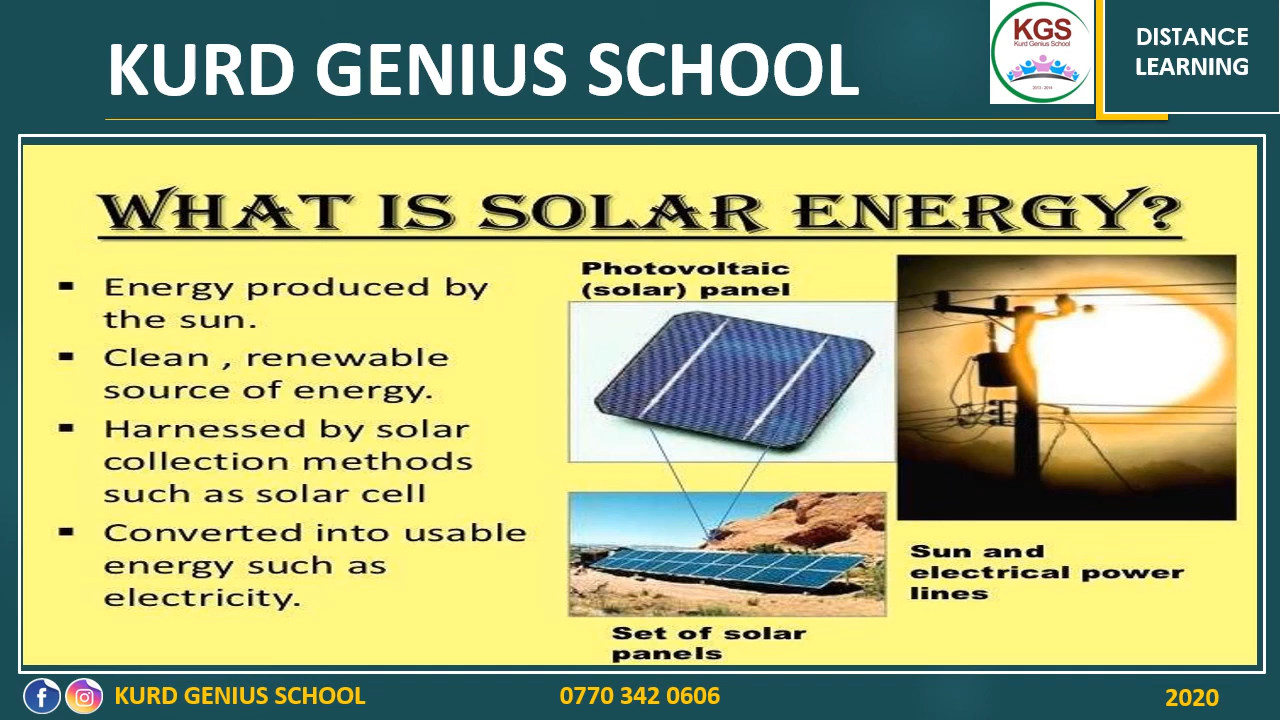 KURD GENIUS SCHOOL
KGS
Kurd Genius School
2013 - 2014
DISTANCE
LEARNING
WHAT IS SOLAR ENERGY?
▪ Energy produced by
the sun.
▪ Clean , renewable
source of energy.
▪ Harnessed by solar
collection methods
such as solar cell
▪ Converted into usable
energy such as
electricity.
Photovoltaic
(solar) panel
Set of solar
panels
Sun and
electrical power
lines
KURD GENIUS SCHOOL
0770 342 0606
2020